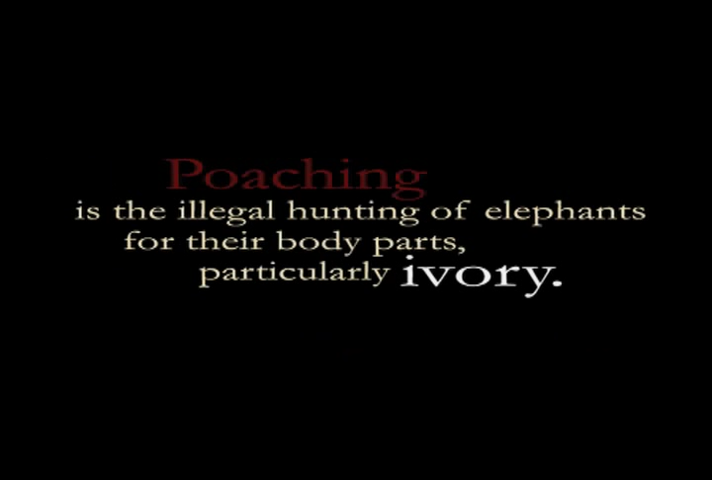 Poaching
is the illegal hunting of elephants
for their body parts,
particularly ivory.